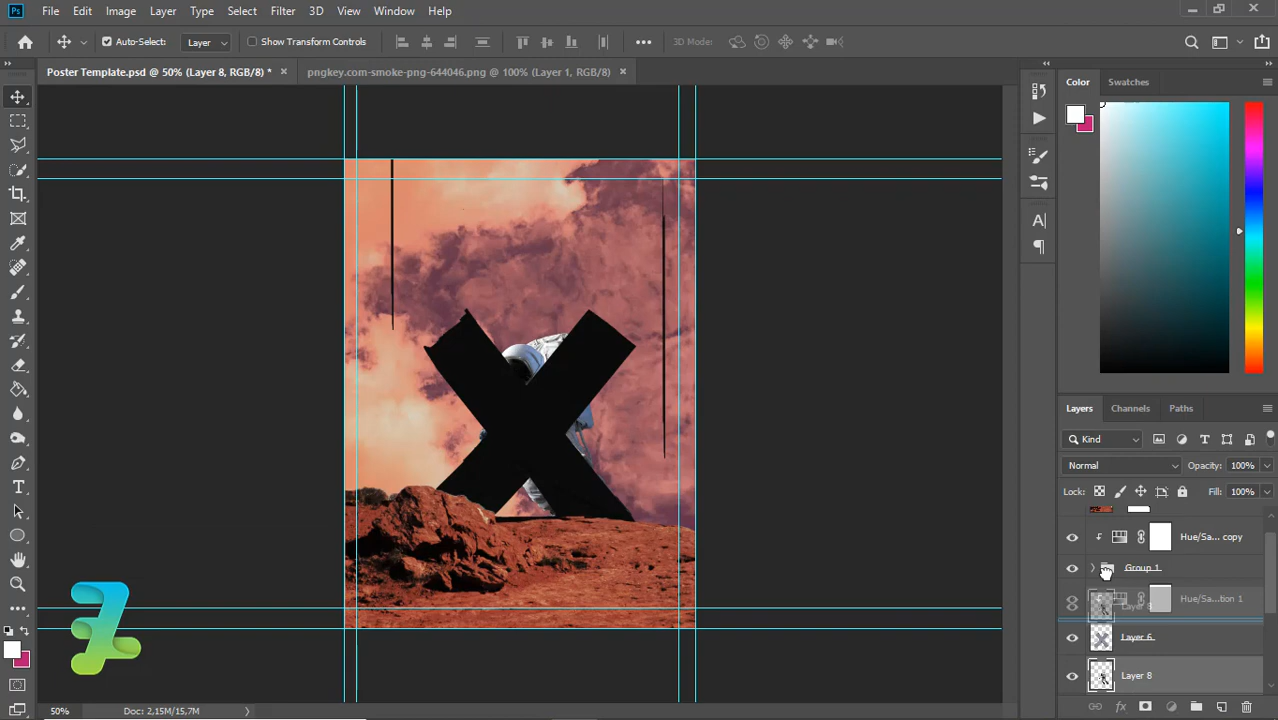 Ps File Edit Image Layer Type Select Filter 3D View Window Help
Auto-Select: Layer Show Transform Controls 3D Mode:
Poster Template.psd @ 50% (Layer 8, RGB/8) * pngkey.com-smoke-png-644046.png @ 100% (Layer 1, RGB/8)
Color Swatches
Layers Channels Paths
Kind
Normal Opacity: 100%
Lock: Fill: 100%
Hue/Sa... copy
Group 1
Hue/Sa...tion 1
Layer 8
Layer 6
Layer 8
50% Doc: 2,15M/15,7M